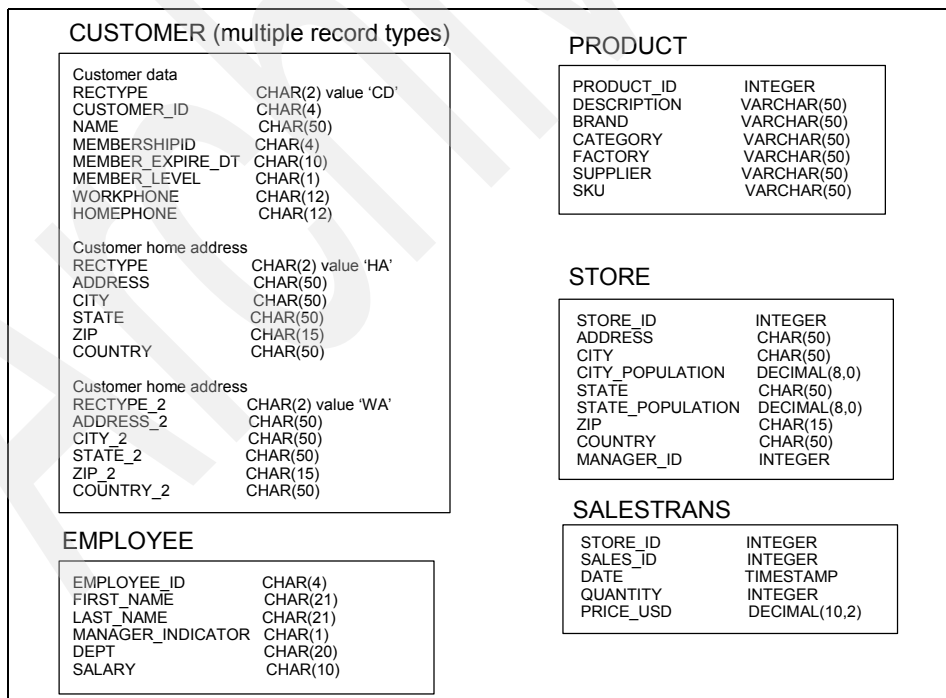 CUSTOMER (multiple record types)
Customer data
RECTYPE CHAR(2) value ‘CD’
CUSTOMER_ID CHAR(4)
NAME CHAR(50)
MEMBERSHIPID CHAR(4)
MEMBER_EXPIRE_DT CHAR(10)
MEMBER_LEVEL CHAR(1)
WORKPHONE CHAR(12)
HOMEPHONE CHAR(12)
Customer home address
RECTYPE CHAR(2) value ‘HA’
ADDRESS CHAR(50)
CITY CHAR(50)
STATE CHAR(50)
ZIP CHAR(15)
COUNTRY CHAR(50)
Customer home address
RECTYPE_2 CHAR(2) value ‘WA’
ADDRESS_2 CHAR(50)
CITY_2 CHAR(50)
STATE_2 CHAR(50)
ZIP_2 CHAR(15)
COUNTRY_2 CHAR(50)
EMPLOYEE
EMPLOYEE_ID CHAR(4)
FIRST_NAME CHAR(21)
LAST_NAME CHAR(21)
MANAGER_INDICATOR CHAR(1)
DEPT CHAR(20)
SALARY CHAR(10)
PRODUCT
PRODUCT_ID INTEGER
DESCRIPTION VARCHAR(50)
BRAND VARCHAR(50)
CATEGORY VARCHAR(50)
FACTORY VARCHAR(50)
SUPPLIER VARCHAR(50)
SKU VARCHAR(50)
STORE
STORE_ID INTEGER
ADDRESS CHAR(50)
CITY CHAR(50)
CITY_POPULATION DECIMAL(8,0)
STATE CHAR(50)
STATE_POPULATION DECIMAL(8,0)
ZIP CHAR(15)
COUNTRY CHAR(50)
MANAGER_ID INTEGER
SALESTRANS
STORE_ID INTEGER
SALES_ID INTEGER
DATE TIMESTAMP
QUANTITY INTEGER
PRICE_USD DECIMAL(10,2)